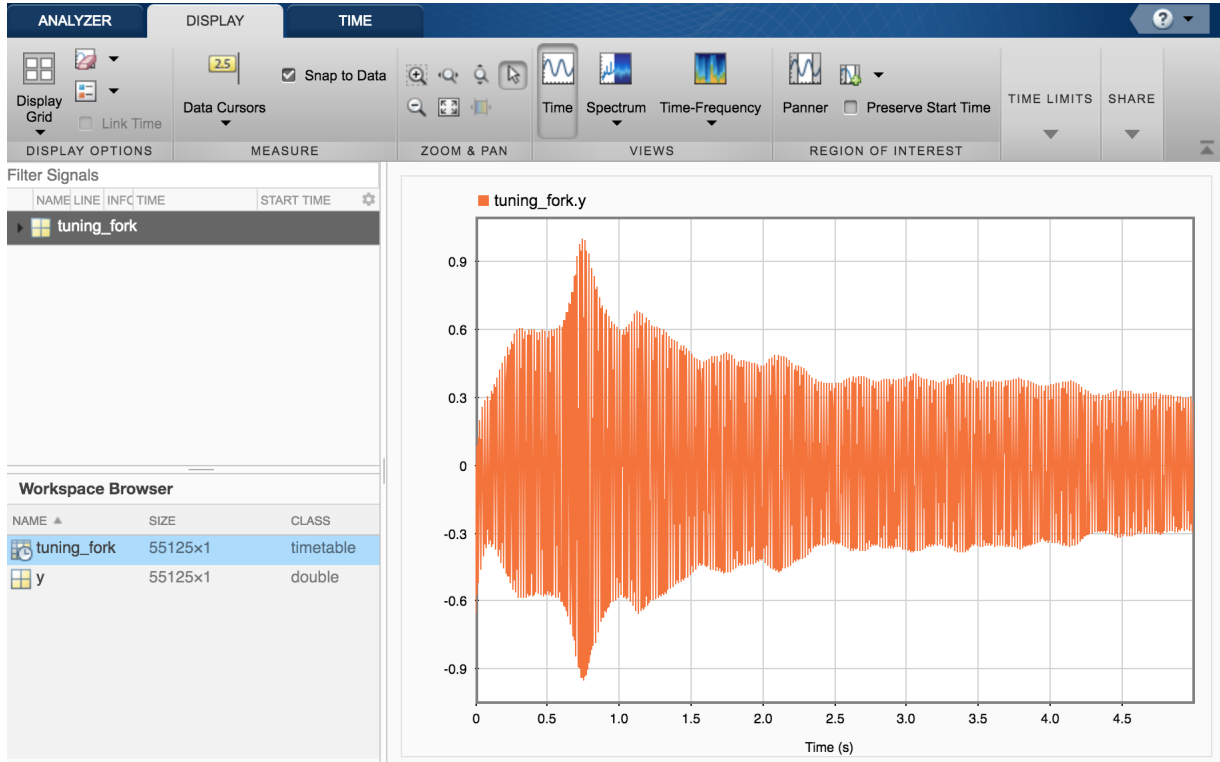 ANALYZER DISPLAY TIME ?
Display Grid
Link Time
DISPLAY OPTIONS
2.5
Data Cursors
Snap to Data
MEASURE
ZOOM & PAN
Time Spectrum Time-Frequency
VIEWS
Panner Preserve Start Time
REGION OF INTEREST
TIME LIMITS
SHARE
Filter Signals
NAME LINE INFC TIME START TIME
tuning_fork
Workspace Browser
NAME SIZE CLASS
tuning_fork 55125×1 timetable
y 55125×1 double
tuning_fork.y
0.9
0.6
0.3
0
-0.3
-0.6
-0.9
0 0.5 1.0 1.5 2.0 2.5 3.0 3.5 4.0 4.5
Time (s)